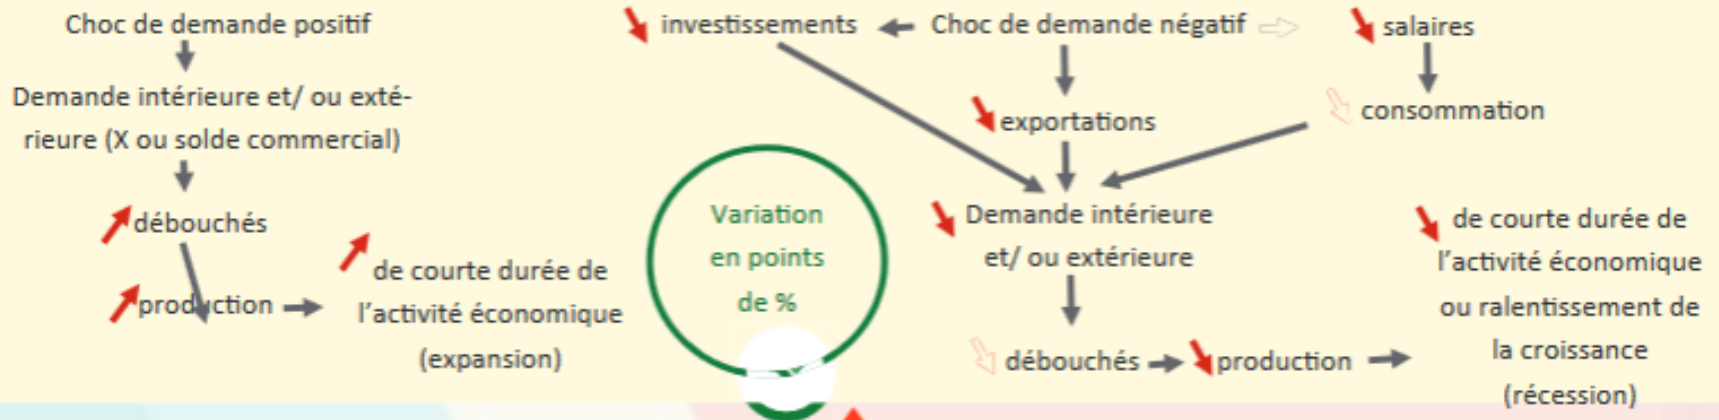 Choc de demande positif
Demande intérieure et/ ou exté-
rieure (X ou solde commercial)
débouchés
production
de courte durée de
l'activité économique
(expansion)
Variation
en points
de %
investissements
Choc de demande négatif
salaires
exportations
consommation
Demande intérieure
et/ ou extérieure
débouchés
production
de courte durée de
l'activité économique
ou ralentissement de
la croissance
(récession)